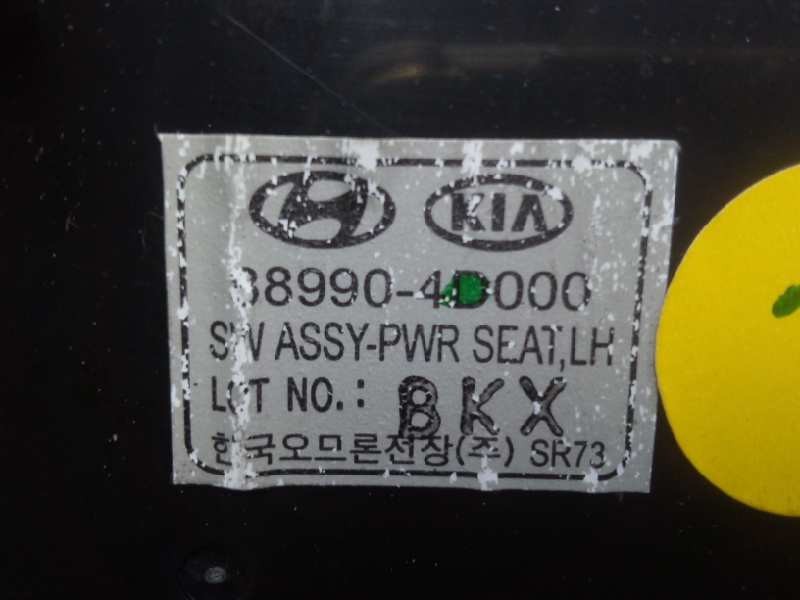 KIA
88990-4D000
SW ASSY-PWR SEAT,LH
LOT NO.: 8KX
한국오므론전장(주) SR73